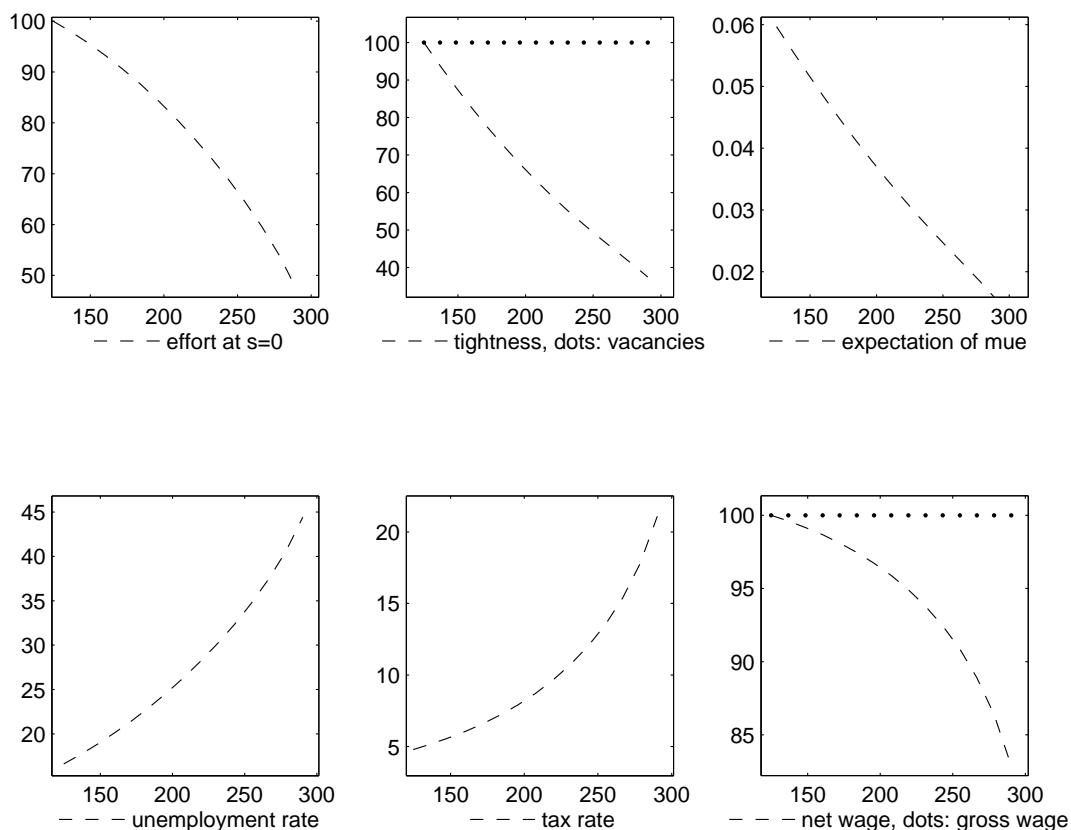 100
90
80
70
60
50
150 200 250 300
effort at s=0
100
90
80
70
60
50
40
150 200 250 300
tightness, dots: vacancies
0.06
0.05
0.04
0.03
0.02
150 200 250 300
expectation of mue
45
40
35
30
25
20
150 200 250 300
unemployment rate
20
15
10
5
150 200 250 300
tax rate
100
95
90
85
150 200 250 300
net wage, dots: gross wage